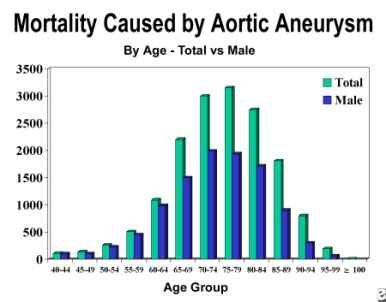 Mortality Caused by Aortic Aneurysm
By Age - Total vs Male
3500
3000
2500
2000
1500
1000
500
0
Total
Male
40-44 45-49 50-54 55-59 60-64 65-69 70-74 75-79 80-84 85-89 90-94 95-99 ≥ 100
Age Group